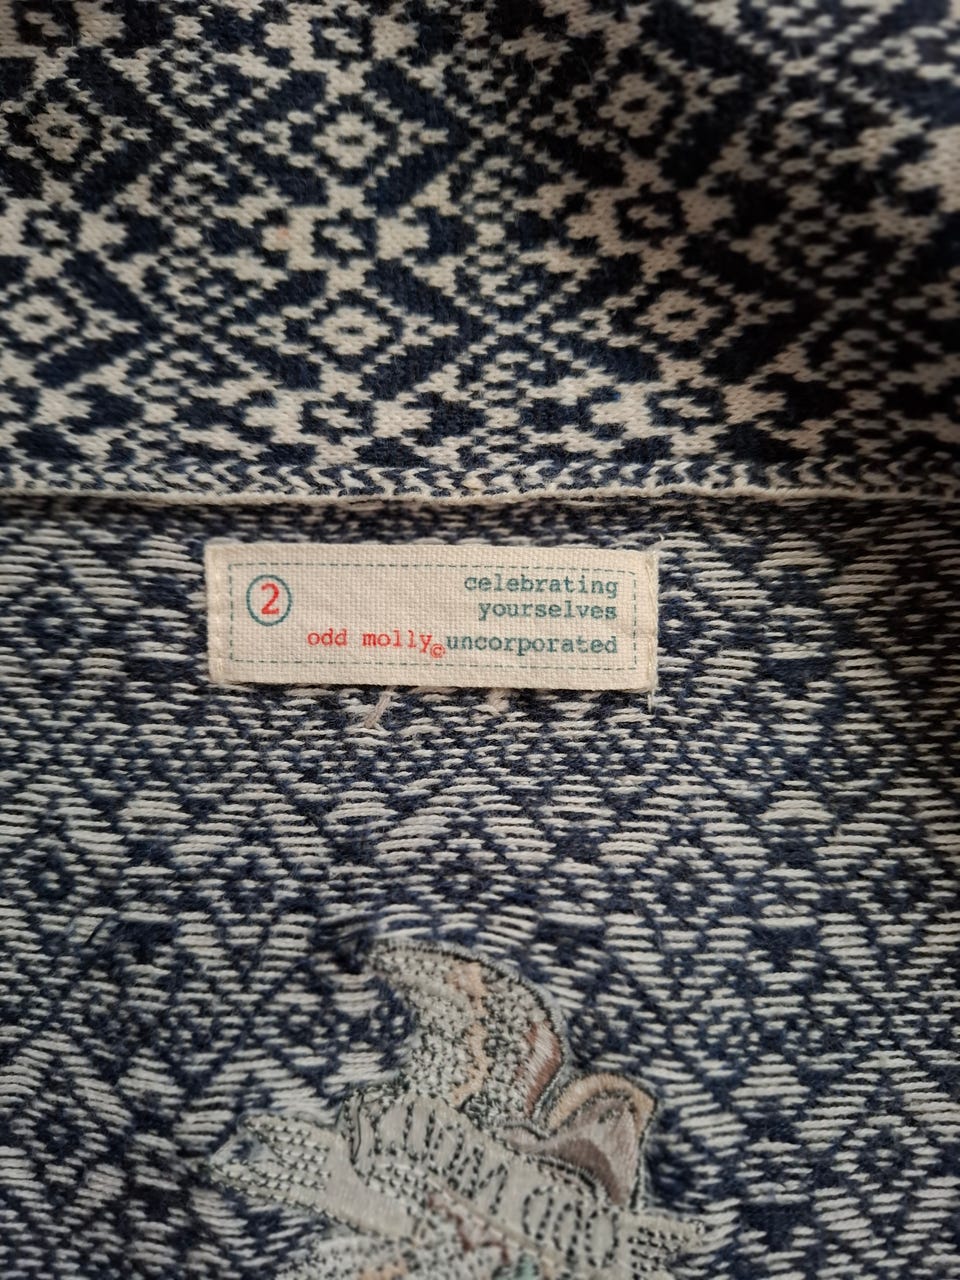 2
celebrating
yourselves
odd molly©uncorporated